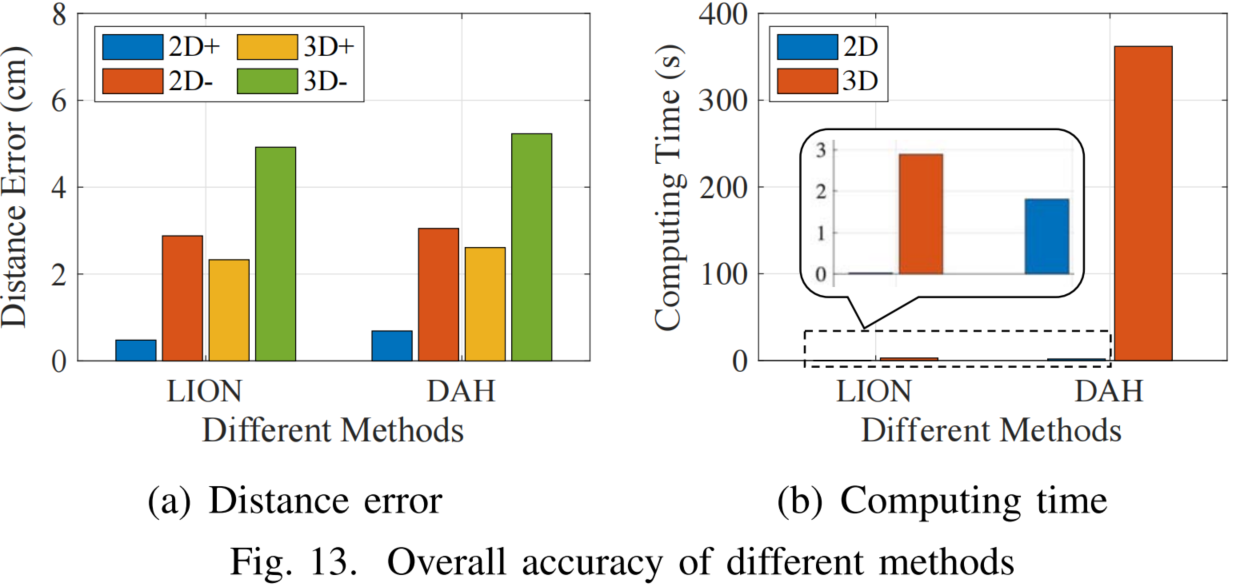 8
6
4
2
0
Distance Error (cm)
2D+ 3D+
2D- 3D-
LION DAH
Different Methods
(a) Distance error
400
300
200
100
0
Computing Time (s)
2D
3D
3
2
1
0
LION DAH
Different Methods
(b) Computing time
Fig. 13. Overall accuracy of different methods